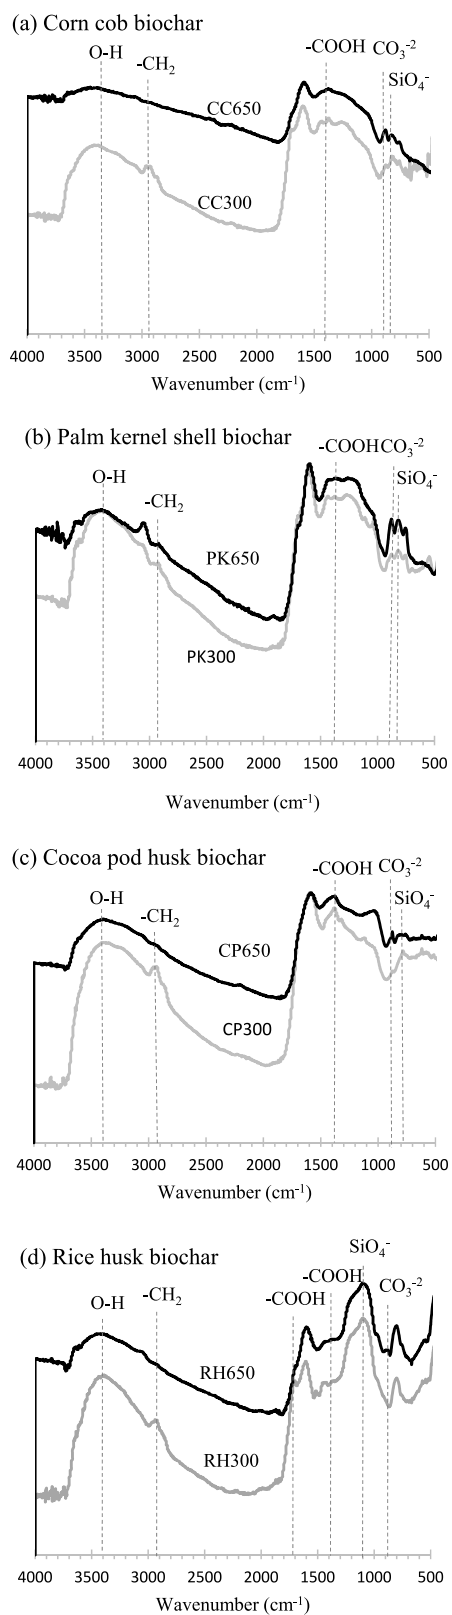 (a) Corn cob biochar
O-H -CH₂ -COOH CO₃⁻² SiO₄⁻
CC650
CC300
4000 3500 3000 2500 2000 1500 1000 500
Wavenumber (cm⁻¹)
(b) Palm kernel shell biochar
O-H -CH₂ -COOH CO₃⁻² SiO₄⁻
PK650
PK300
4000 3500 3000 2500 2000 1500 1000 500
Wavenumber (cm⁻¹)
(c) Cocoa pod husk biochar
O-H -CH₂ -COOH CO₃⁻² SiO₄⁻
CP650
CP300
4000 3500 3000 2500 2000 1500 1000 500
Wavenumber (cm⁻¹)
(d) Rice husk biochar
O-H -CH₂ -COOH -COOH SiO₄⁻ CO₃⁻²
RH650
RH300
4000 3500 3000 2500 2000 1500 1000 500
Wavenumber (cm⁻¹)